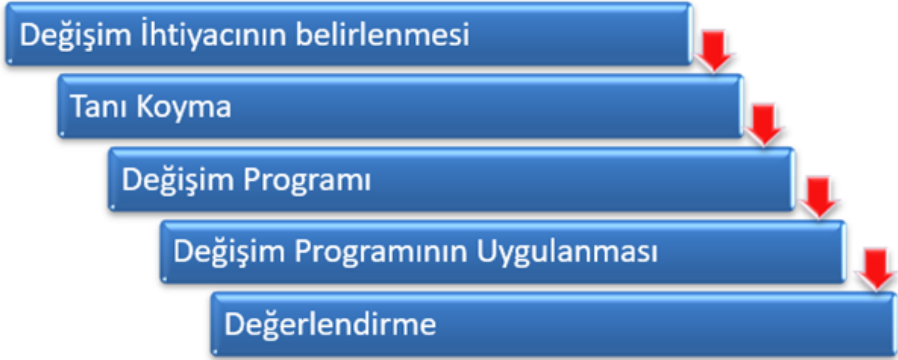 Değişim İhtiyacının belirlenmesi
Tanı Koyma
Değişim Programı
Değişim Programının Uygulanması
Değerlendirme